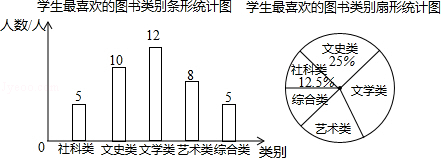 学生最喜欢的图书类别条形统计图
人数/人
12
10
8
5
5
0
社科类 文史类 文学类 艺术类 综合类
类别
学生最喜欢的图书类别扇形统计图
文史类
25%
社科类
12.5%
文学类
综合类
艺术类